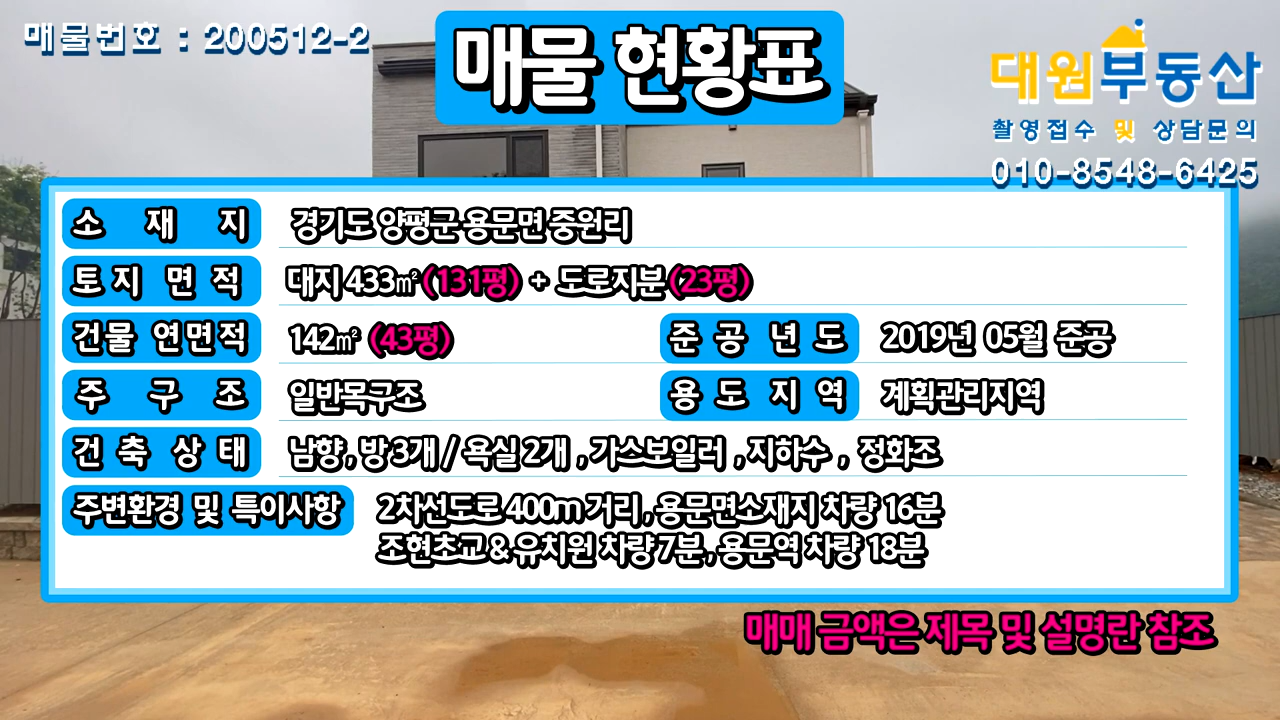 매물번호 : 200512-2
매물 현황표
대원부동산
촬영접수 및 상담문의
010-8548-6425
소 재 지 경기도 양평군 용문면 중원리
토지 면적 대지 433㎡ (131평) + 도로지분 (23평)
건물 연면적 142㎡ (43평) 준 공 년 도 2019년 05월 준공
주 구 조 일반목구조 용 도 지 역 계획관리지역
건 축 상 태 남향 , 방 3개 / 욕실 2개 , 가스보일러 , 지하수 , 정화조
주변환경 및 특이사항 2차선도로 400m 거리 , 용문면소재지 차량 16분
조현초교 & 유치원 차량 7분 , 용문역 차량 18분
매매 금액은 제목 및 설명란 참조